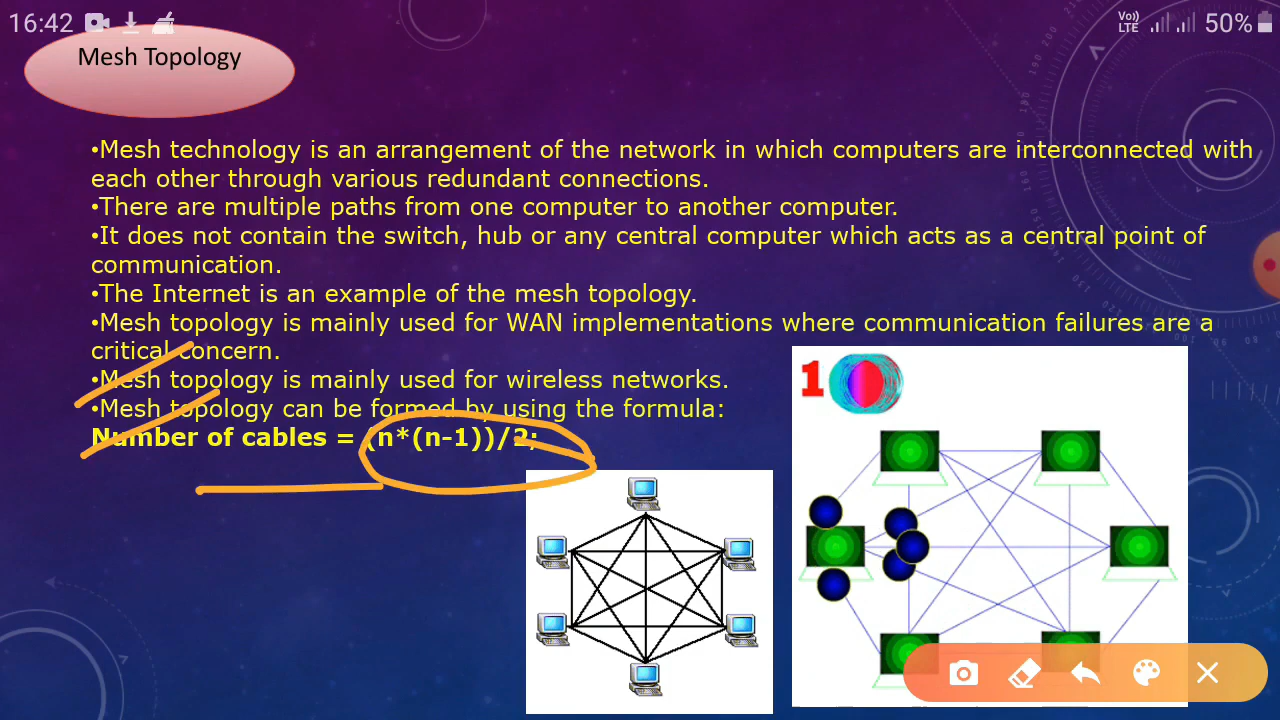 16:42
Vo)) LTE 50%
Mesh Topology
•Mesh technology is an arrangement of the network in which computers are interconnected with
each other through various redundant connections.
•There are multiple paths from one computer to another computer.
•It does not contain the switch, hub or any central computer which acts as a central point of
communication.
•The Internet is an example of the mesh topology.
•Mesh topology is mainly used for WAN implementations where communication failures are a
critical concern.
•Mesh topology is mainly used for wireless networks.
•Mesh topology can be formed by using the formula:
Number of cables = (n*(n-1))/2;
1